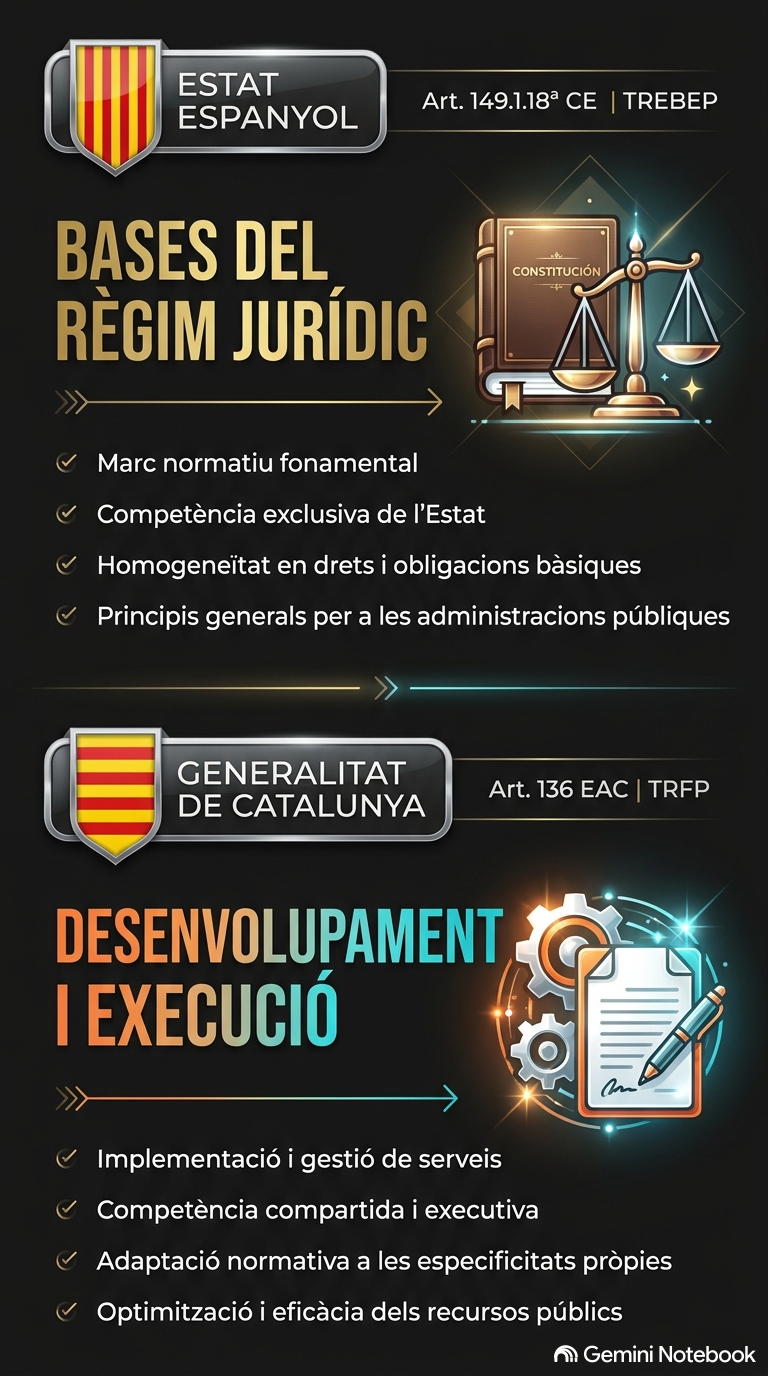 ESTAT
ESPANYOL
Art. 149.1.18ª CE | TREBEP
BASES DEL
RÈGIM JURÍDIC
CONSTITUCIÓN
Marc normatiu fonamental
Competència exclusiva de l’Estat
Homogeneïtat en drets i obligacions bàsiques
Principis generals per a les administracions públiques
GENERALITAT
DE CATALUNYA
Art. 136 EAC | TRFP
DESENVOLUPAMENT
I EXECUCIÓ
Implementació i gestió de serveis
Competència compartida i executiva
Adaptació normativa a les especificitats pròpies
Optimització i eficàcia dels recursos públics
Gemini Notebook